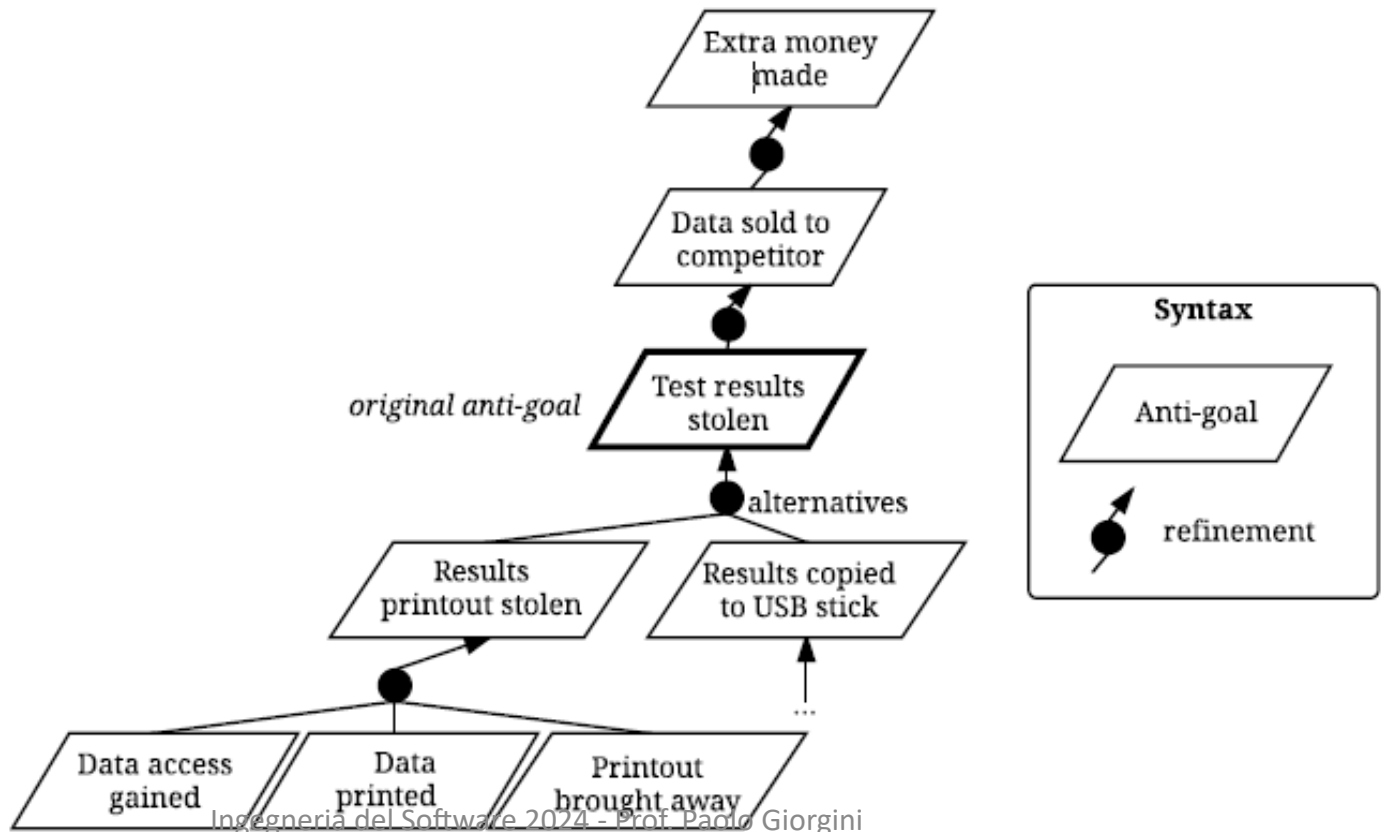 Extra money
made
Data sold to
competitor
Syntax
Test results
stolen
original anti-goal
Anti-goal
alternatives
refinement
Results
printout stolen
Results copied
to USB stick
...
Data access
gained
Data
printed
Printout
brought away
Ingegneria del Software 2024 - Prof. Paolo Giorgini